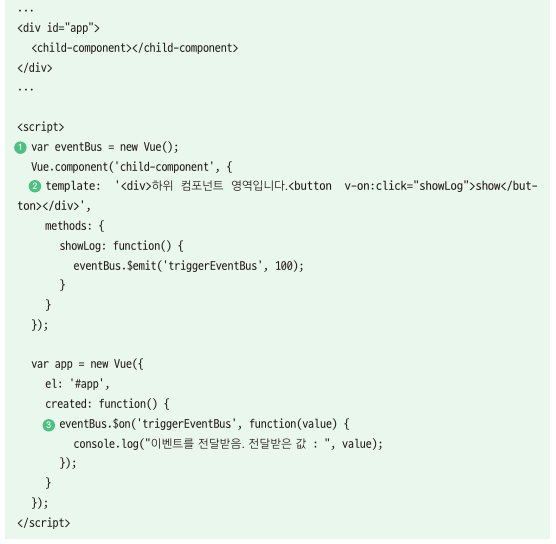 ...
<div id="app">
  <child-component></child-component>
</div>
...
<script>
1 var eventBus = new Vue();
  Vue.component('child-component', {
  2 template: '<div>하위 컴포넌트 영역입니다.<button v-on:click="showLog">show</but-
ton></div>',
    methods: {
      showLog: function() {
        eventBus.$emit('triggerEventBus', 100);
      }
    }
  });
  var app = new Vue({
    el: '#app',
    created: function() {
    3 eventBus.$on('triggerEventBus', function(value) {
        console.log("이벤트를 전달받음. 전달받은 값 : ", value);
      });
    }
  });
</script>